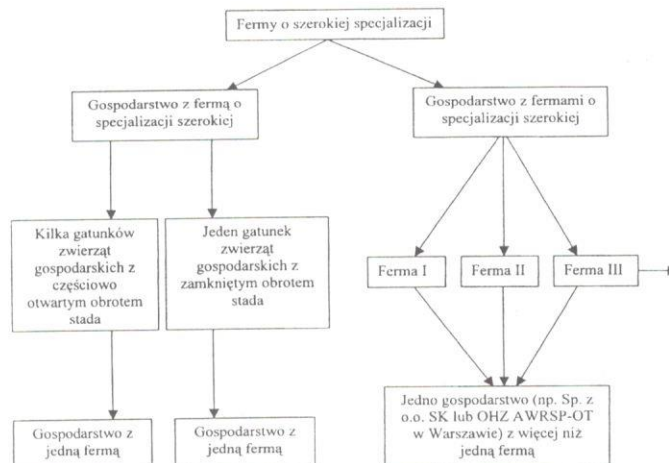 Fermy o szerokiej specjalizacji
Gospodarstwo z fermą o
specjalizacji szerokiej
Gospodarstwo z fermami o
specjalizacji szerokiej
Kilka gatunków
zwierząt
gospodarskich z
częściowo
otwartym obrotem
stada
Jeden gatunek
zwierząt
gospodarskich z
zamkniętym obrotem
stada
Ferma I
Ferma II
Ferma III
Gospodarstwo z
jedną fermą
Gospodarstwo z
jedną fermą
Jedno gospodarstwo (np. Sp. z
o.o. SK lub OHZ AWRSP-OT
w Warszawie) z więcej niż
jedną fermą